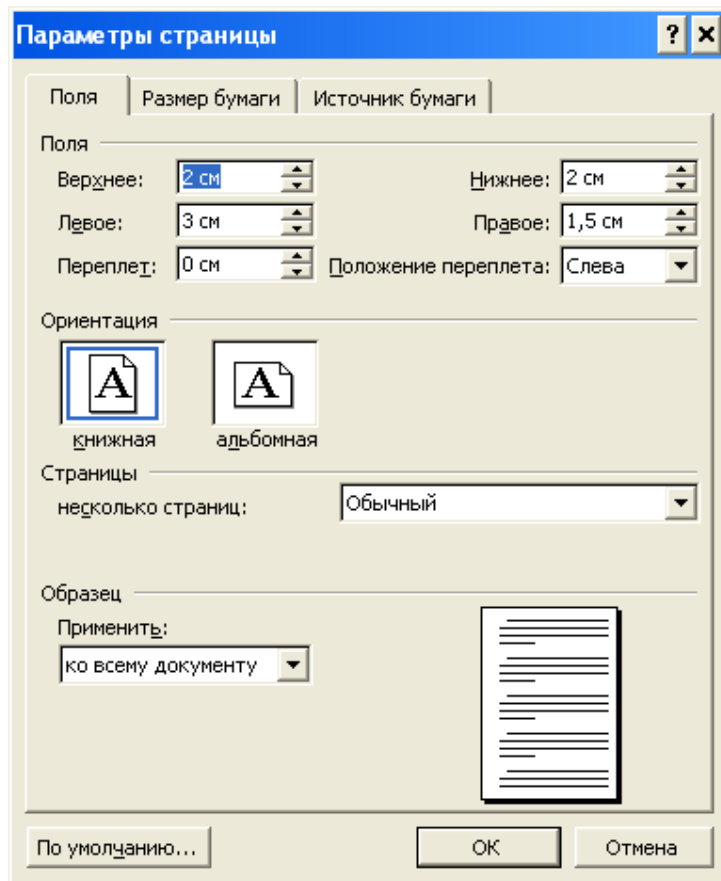 Параметры страницы
Поля Размер бумаги Источник бумаги
Поля
Верхнее: 2 см Нижнее: 2 см
Левое: 3 см Правое: 1,5 см
Переплет: 0 см Положение переплета: Слева
Ориентация
A A
книжная альбомная
Страницы
несколько страниц: Обычный
Образец
Применить:
ко всему документу
По умолчанию... ОК Отмена